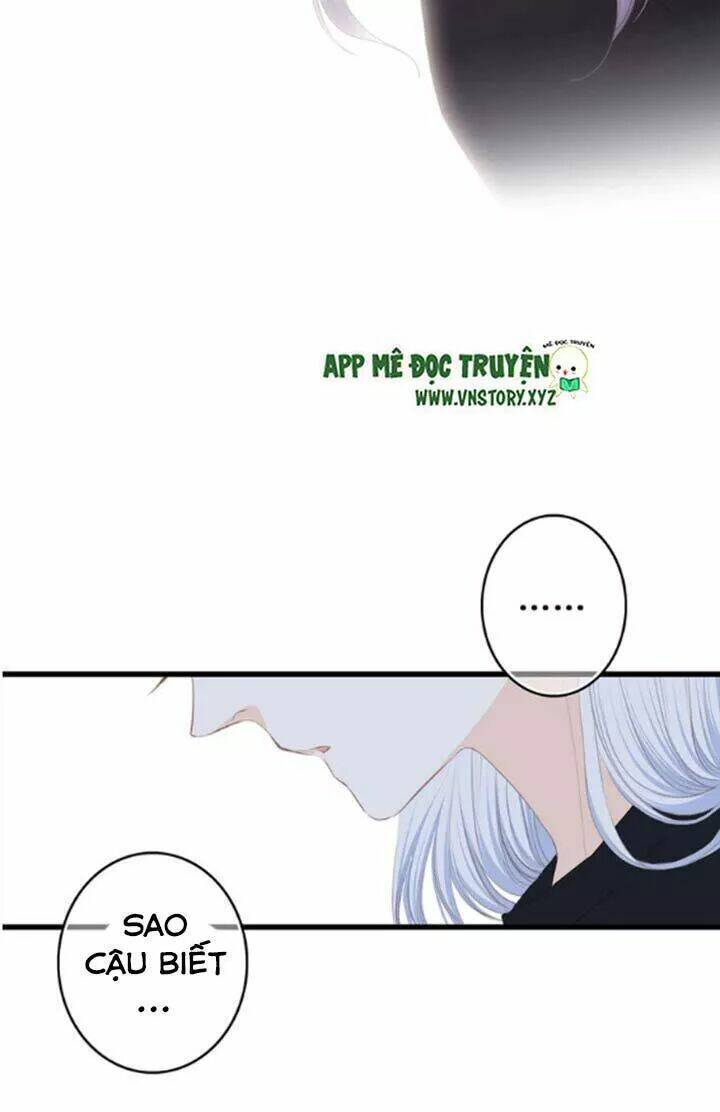 MÊ ĐỌC TRUYỆN
APP MÊ ĐỌC TRUYỆN
WWW.VNSTORY.XYZ
......
SAO
CẬU BIẾT
...